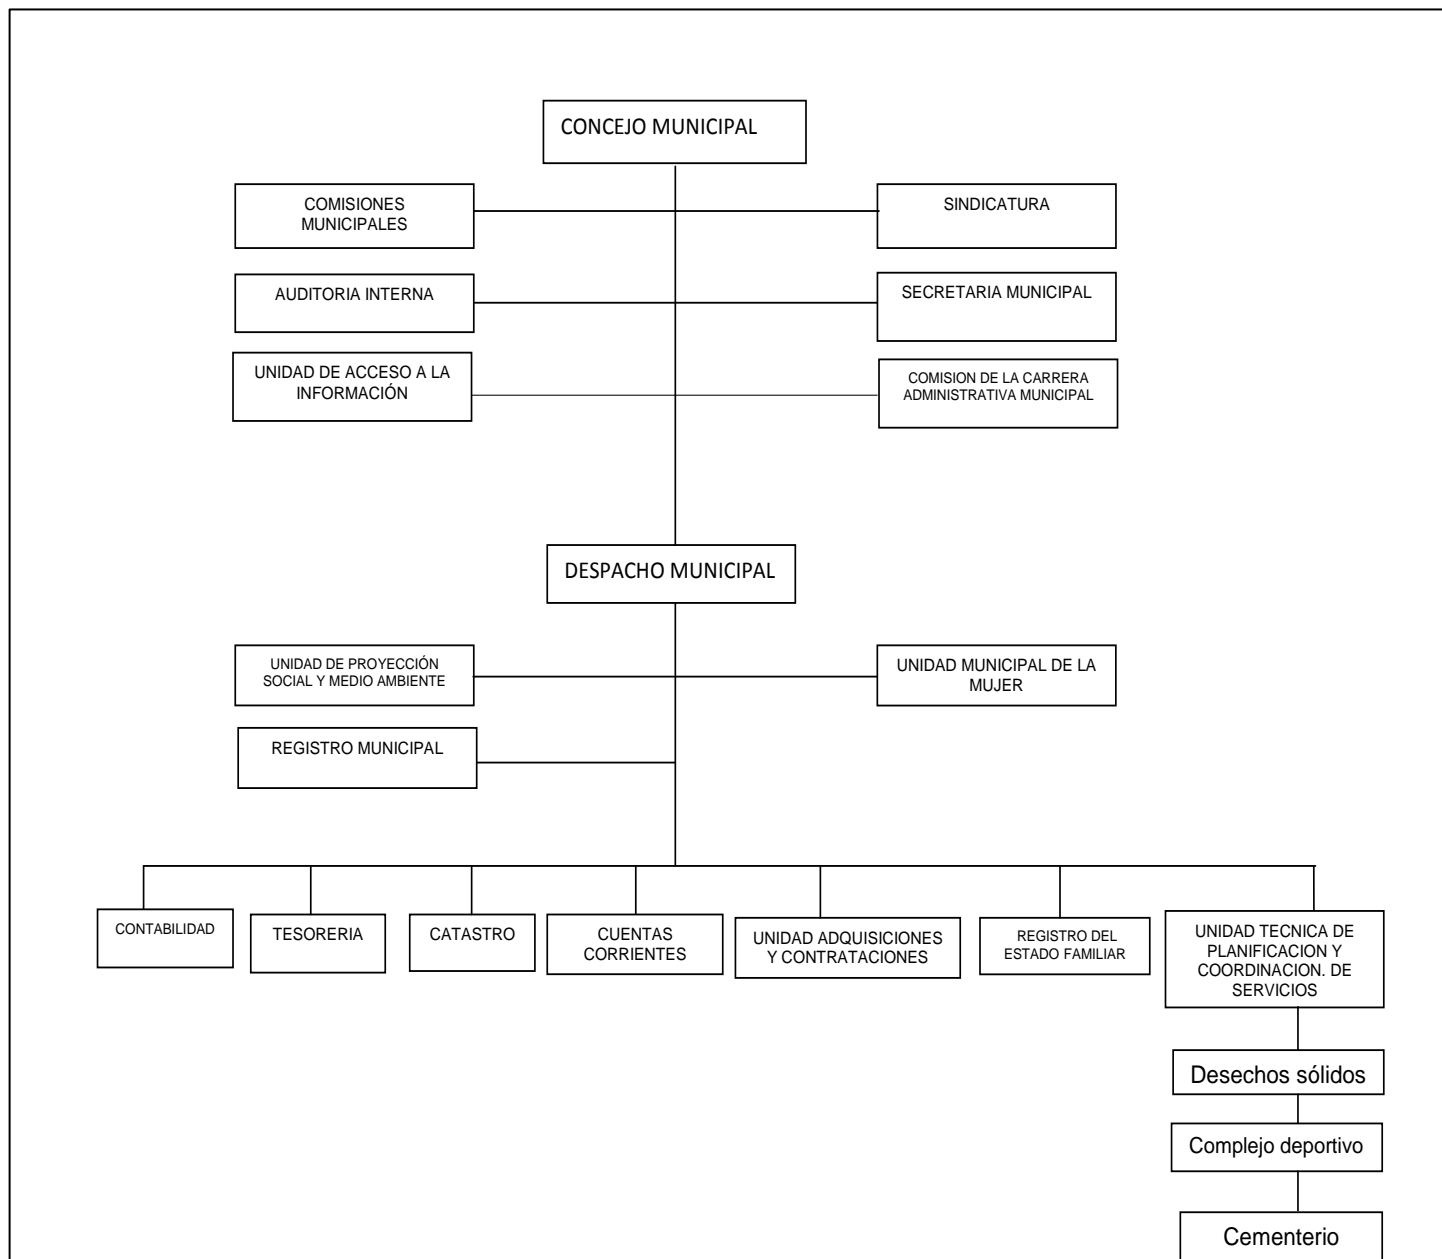 CONCEJO MUNICIPAL
COMISIONES
MUNICIPALES
SINDICATURA
AUDITORIA INTERNA
SECRETARIA MUNICIPAL
UNIDAD DE ACCESO A LA
INFORMACIÓN
COMISION DE LA CARRERA
ADMINISTRATIVA MUNICIPAL
DESPACHO MUNICIPAL
UNIDAD DE PROYECCIÓN
SOCIAL Y MEDIO AMBIENTE
UNIDAD MUNICIPAL DE LA
MUJER
REGISTRO MUNICIPAL
CONTABILIDAD
TESORERIA
CATASTRO
CUENTAS
CORRIENTES
UNIDAD ADQUISICIONES
Y CONTRATACIONES
REGISTRO DEL
ESTADO FAMILIAR
UNIDAD TECNICA DE
PLANIFICACION Y
COORDINACION. DE
SERVICIOS
Desechos sólidos
Complejo deportivo
Cementerio